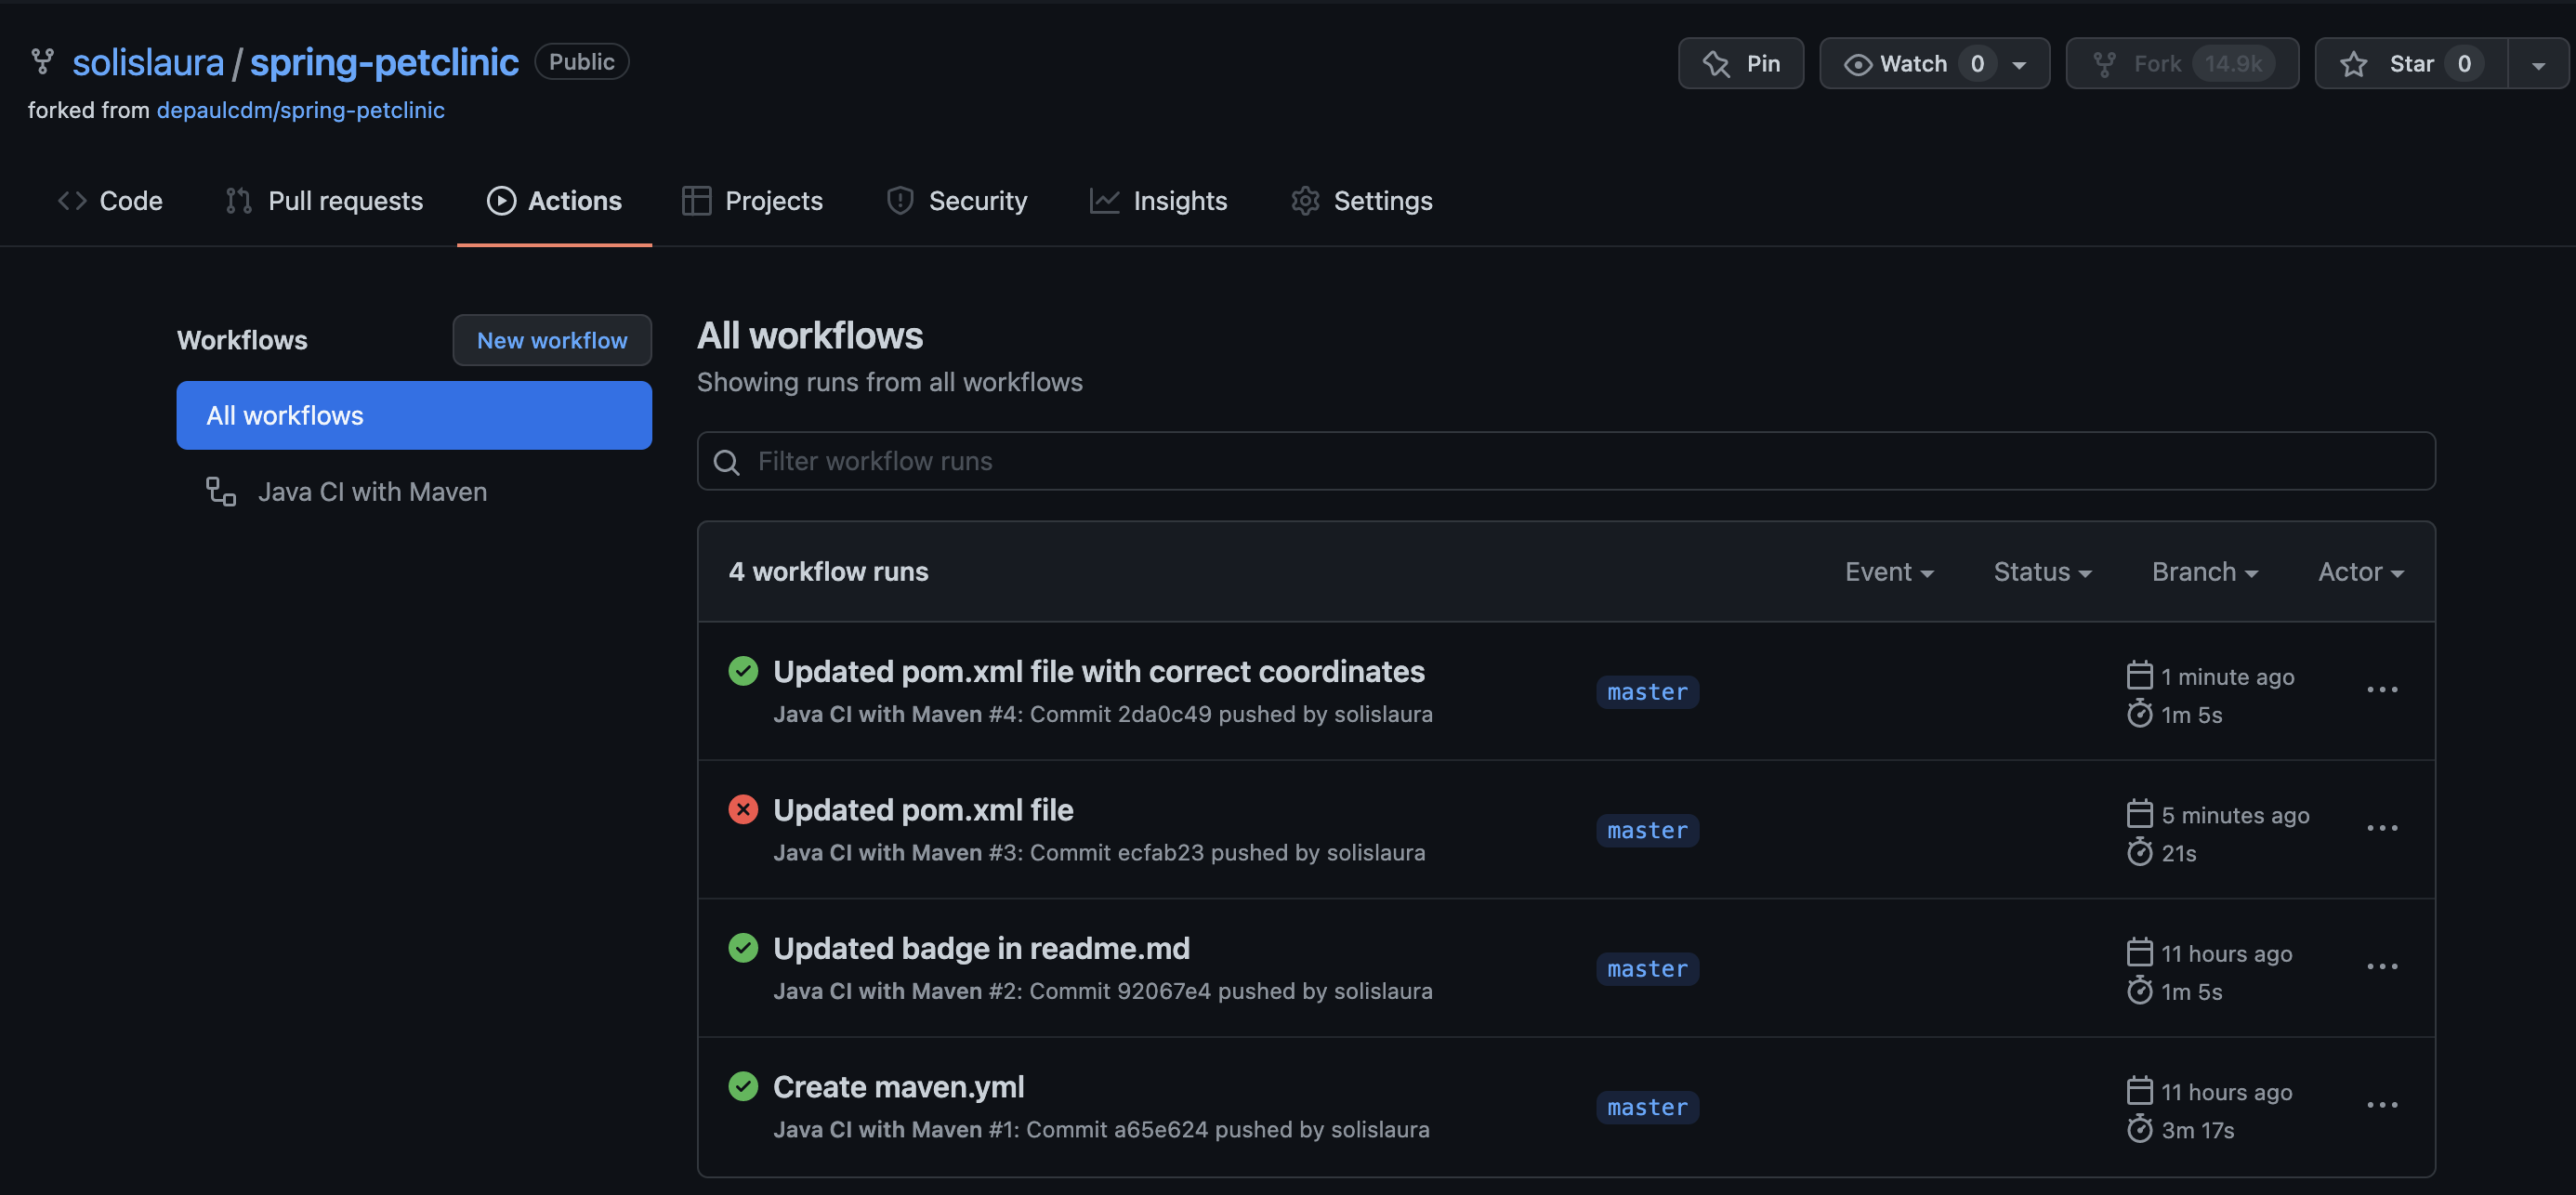 solislaura / spring-petclinic Public
Pin Watch 0 Fork 14.9k Star 0
forked from depaulcdm/spring-petclinic
Code Pull requests Actions Projects Security Insights Settings
Workflows New workflow
All workflows
Java CI with Maven
All workflows
Showing runs from all workflows
Filter workflow runs
4 workflow runs Event Status Branch Actor
Updated pom.xml file with correct coordinates
Java CI with Maven #4: Commit 2da0c49 pushed by solislaura
master
1 minute ago
1m 5s
Updated pom.xml file
Java CI with Maven #3: Commit ecfab23 pushed by solislaura
master
5 minutes ago
21s
Updated badge in readme.md
Java CI with Maven #2: Commit 92067e4 pushed by solislaura
master
11 hours ago
1m 5s
Create maven.yml
Java CI with Maven #1: Commit a65e624 pushed by solislaura
master
11 hours ago
3m 17s